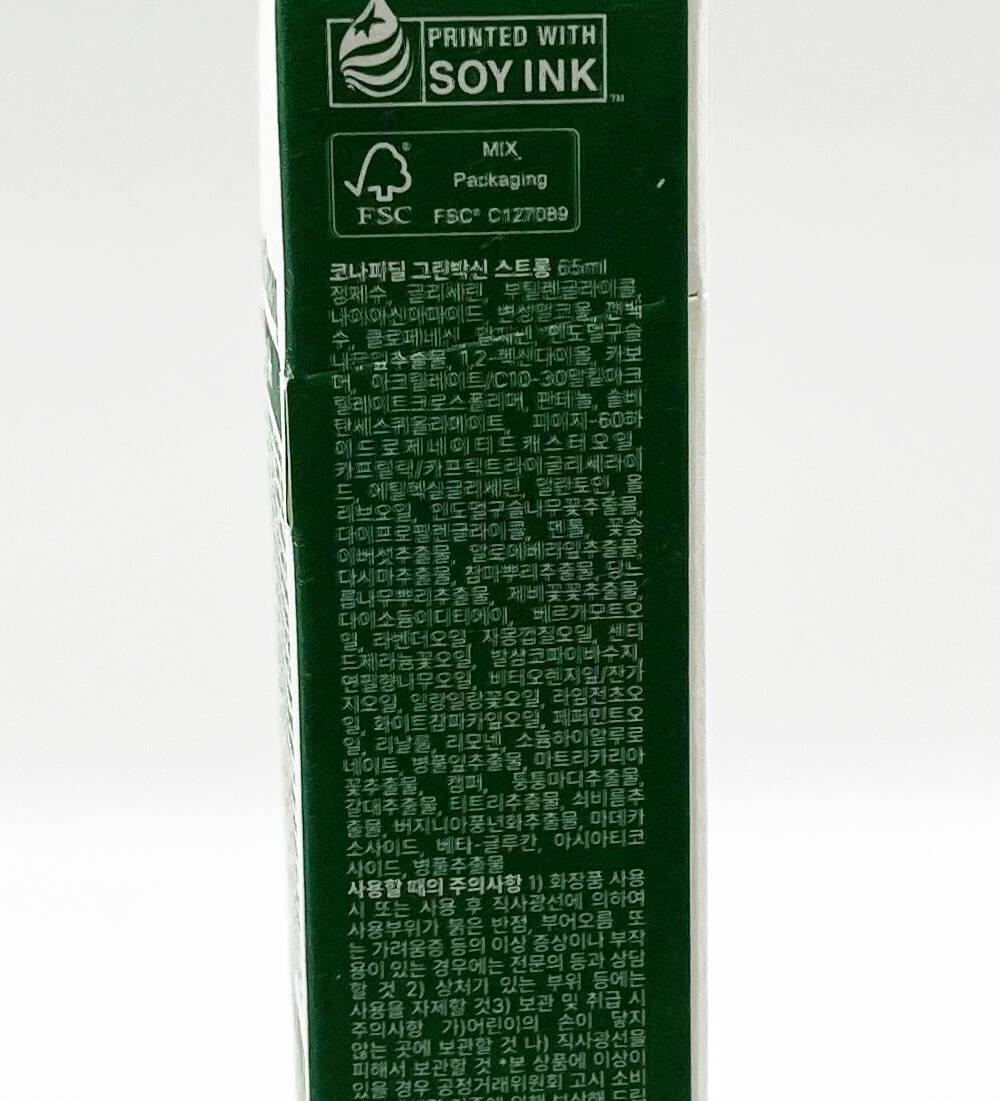 PRINTED WITH
SOY INK
™
MIX
Packaging
FSC
FSC® C127089
코나피딜 그린박신 스트롱 65ml
정제수, 글리세린, 부틸렌글라이콜,
나이아신아마이드, 변성알코올,
수, 클로페네신, 멘도멀구슬
나무잎추출물, 1,2-헥산다이올, 카보
머, 아크릴레이트/C10-30알킬아크
릴레이트크로스폴리머, 판테놀, 솔비
탄세스퀴올리에이트, 피이지-60하
이드로제네이티드캐스터오일,
카프릴릭/카프릭트라이글리세라이
드, 에틸헥실글리세린, 알란토인, 올
리브오일, 인도멀구슬나무꽃추출물,
다이프로필렌글라이콜, 멘톨, 꽃송
이버섯추출물, 알로에베라잎추출물,
다시마추출물, 참마뿌리추출물, 당느
릅나무뿌리추출물, 제비꽃꽃추출물,
다이소듐이디티에이, 베르가모트오
일, 라벤더오일, 자몽껍질오일, 센티
드제라늄꽃오일, 발삼코파이바수지,
연필향나무오일, 비터오렌지잎/잔가
지오일, 일랑일랑꽃오일, 라임전초오
일, 화이트참파카잎오일, 페퍼민트오
일, 리날룰, 리모넨, 소듐하이알루로
네이트, 병풀잎추출물, 마트리카리아
꽃추출물, 캠퍼, 퉁퉁마디추출물,
갈대추출물, 티트리추출물, 쇠비름추
출물, 버지니아풍년화추출물, 마데카
소사이드, 베타-글루칸, 아시아티코
사이드, 병풀추출물
사용할 때의 주의사항 1) 화장품 사용
시 또는 사용 후 직사광선에 의하여
사용부위가 붉은 반점, 부어오름 또
는 가려움증 등의 이상 증상이나 부작
용이 있는 경우에는 전문의 등과 상담
할 것 2) 상처가 있는 부위 등에는
사용을 자제할 것3) 보관 및 취급 시
주의사항 가)어린이의 손이 닿지
않는 곳에 보관할 것 나) 직사광선을
피해서 보관할 것 *본 상품에 이상이
있을 경우 공정거래위원회 고시 소비